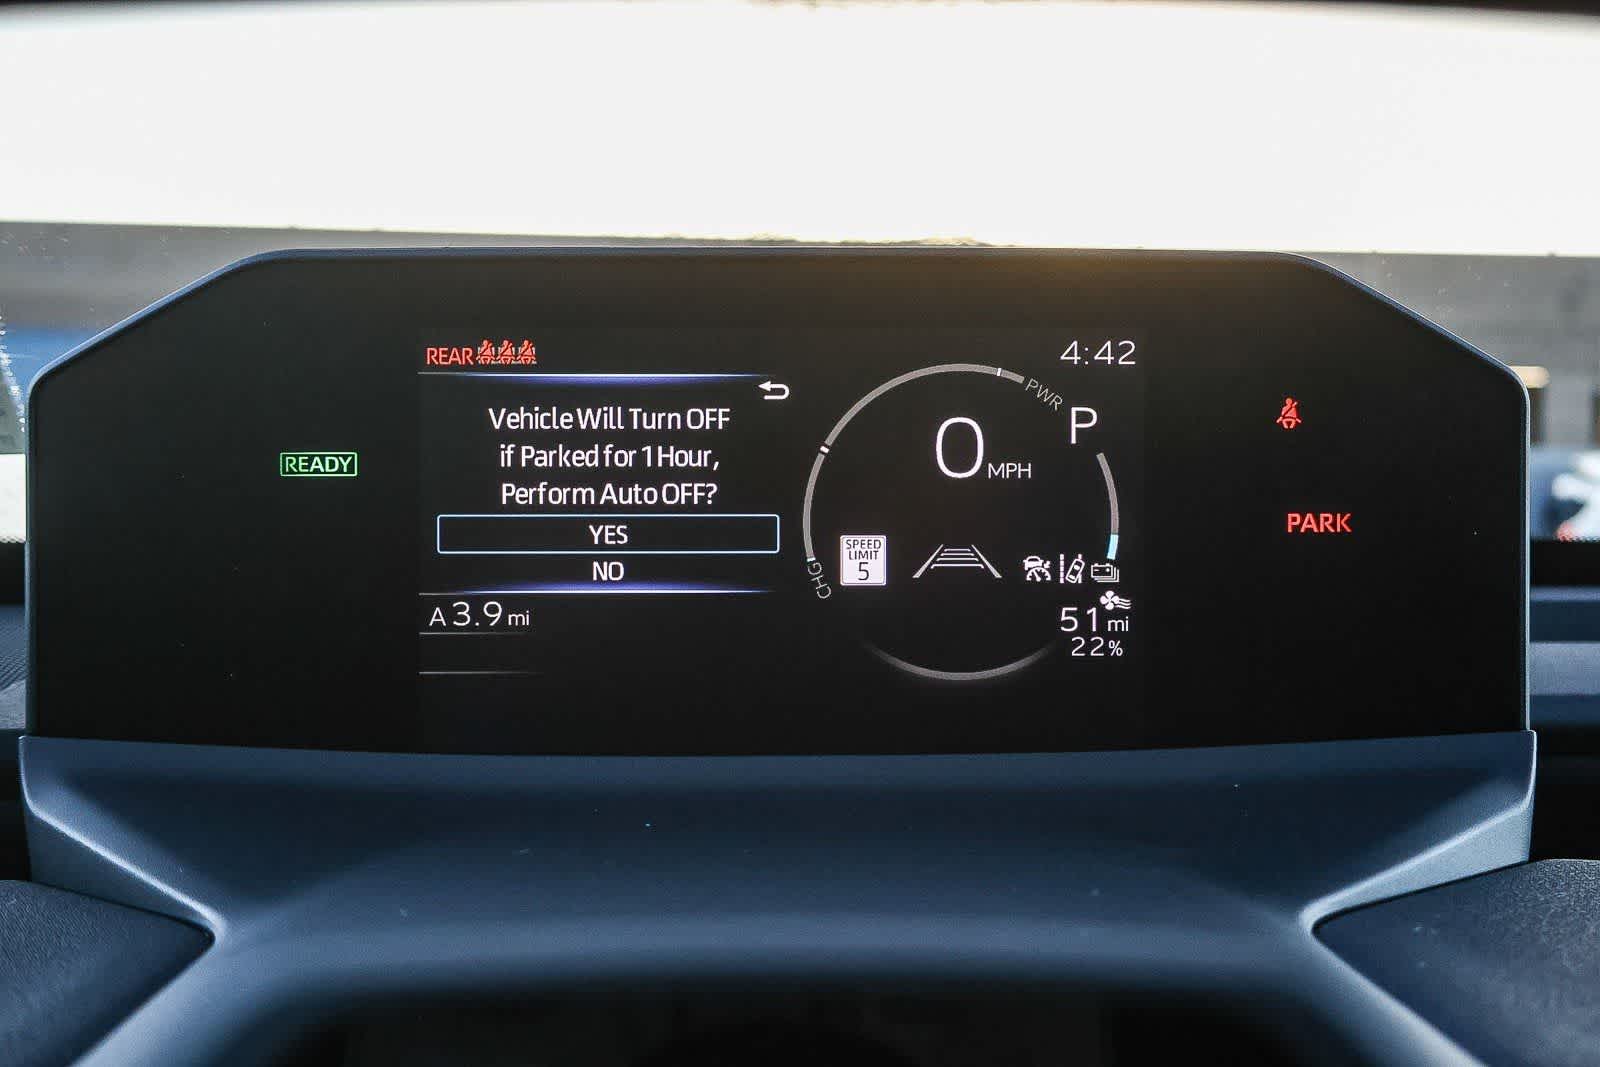 REAR
4:42
Vehicle Will Turn OFF
if Parked for 1 Hour,
Perform Auto OFF?
YES
NO
A 3.9 mi
READY
PWR
P
0 MPH
CHG
SPEED
LIMIT
5
51 mi
22%
PARK